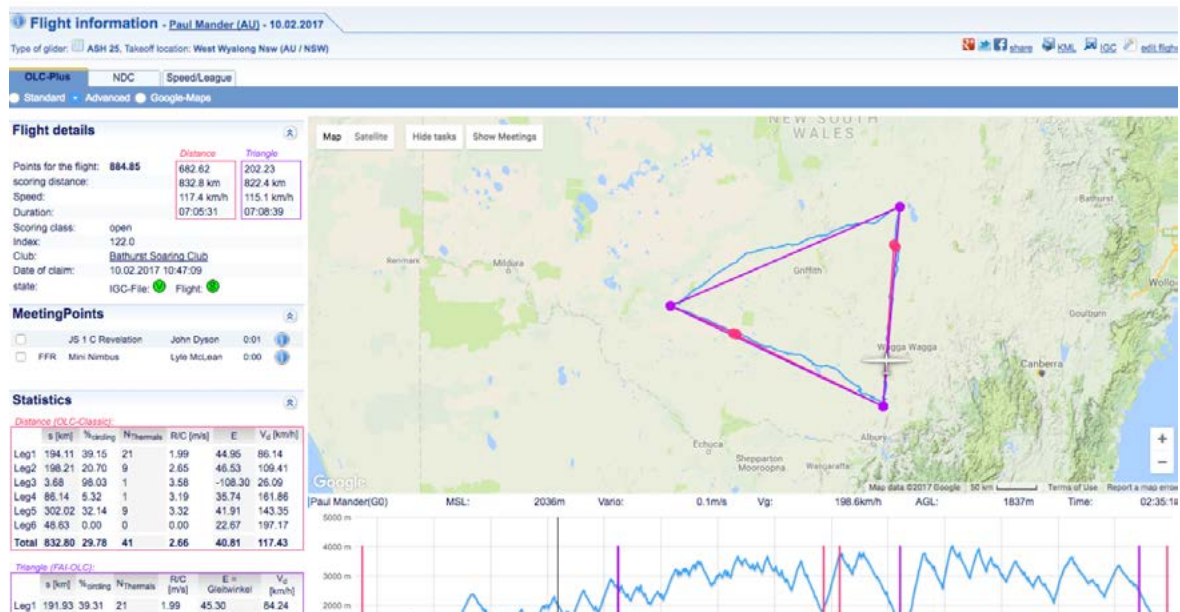 Flight information - Paul Mander (AU) - 10.02.2017
Type of glider: ASH 25, Takeoff location: West Wyalong Nsw (AU / NSW)
share KML IGC edit flight
OLC-Plus NDC Speed/League
Standard Advanced Google-Maps
Flight details
Distance Triangle
Points for the flight: 884.85 682.62 202.23
scoring distance: 832.8 km 822.4 km
Speed: 117.4 km/h 115.1 km/h
Duration: 07:05:31 07:08:39
Scoring class: open
Index: 122.0
Club: Bathurst Soaring Club
Date of claim: 10.02.2017 10:47:09
state: IGC-File: V Flight:
MeetingPoints
JS 1 C Revelation John Dyson 0:01
FFR Mini Nimbus Lyle McLean 0:00
Statistics
Distance (OLC-Classic):
s [km] %circling NThermals R/C [m/s] E Vd [km/h]
Leg1 194.11 39.15 21 1.99 44.95 86.14
Leg2 198.21 20.70 9 2.65 46.53 109.41
Leg3 3.68 98.03 1 3.58 -108.30 26.09
Leg4 86.14 5.32 1 3.19 35.74 161.86
Leg5 302.02 32.14 9 3.32 41.91 143.35
Leg6 48.63 0.00 0 0.00 22.67 197.17
Total 832.80 29.78 41 2.66 40.81 117.43
Triangle (FAI-OLC):
s [km] %circling NThermals R/C [m/s] E = Gleitwinkel Vd [km/h]
Leg1 191.93 39.31 21 1.99 45.30 84.24
Map Satellite Hide tasks Show Meetings
NEW SOUTH
WALES
Bathurst
Renmark
Mildura
Griffith
Wollo
Goulburn
Wagga Wagga
Canberra
Echuca
Albury
Shepparton
Mooroopna
Wangaratta
+
−
Google
Map data ©2017 Google 50 km Terms of Use Report a map error
Paul Mander(G0) MSL: 2036m Vario: 0.1m/s Vg: 198.6km/h AGL: 1837m Time: 02:35:1
5000 m
4000 m
3000 m
2000 m